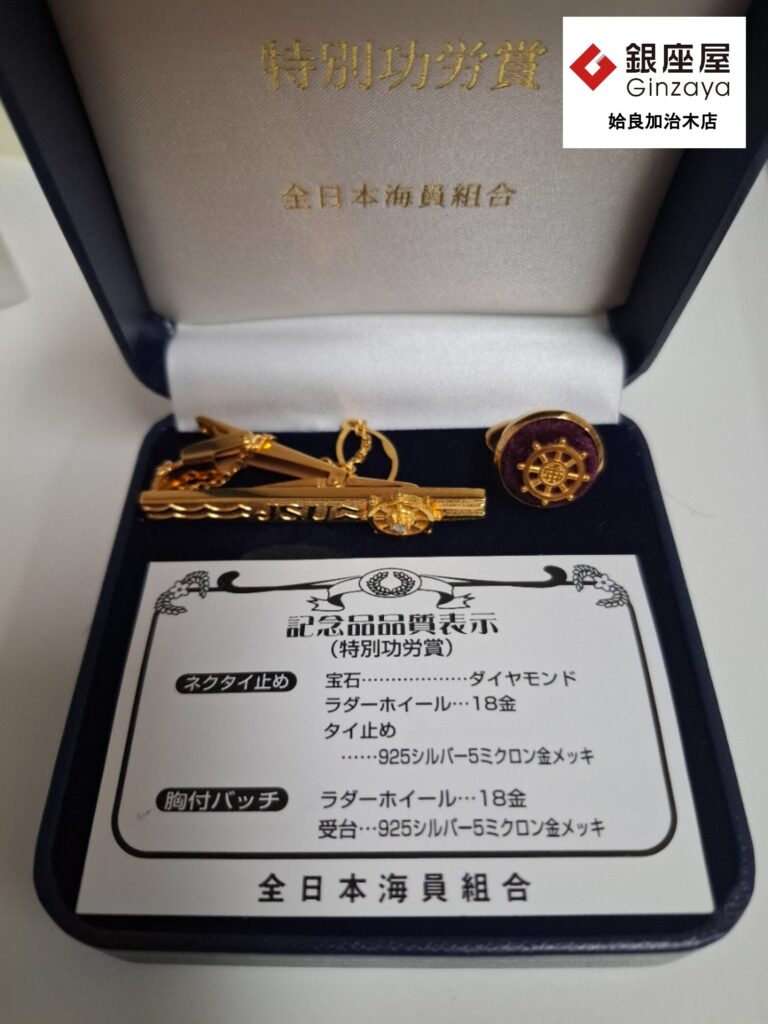 特別功労賞
銀座屋
Ginzaya
姶良加治木店
全日本海員組合
JSU
記念品品質表示
(特別功労賞)
ネクタイ止め 宝石………………ダイヤモンド
ラダーホイール…18金
タイ止め
……925シルバー5ミクロン金メッキ
胸付バッチ ラダーホイール…18金
受台…925シルバー5ミクロン金メッキ
全日本海員組合